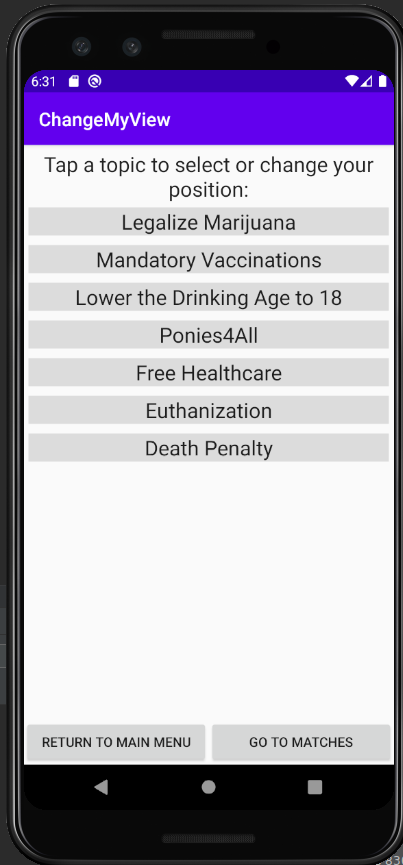 6:31
ChangeMyView
Tap a topic to select or change your
position:
Legalize Marijuana
Mandatory Vaccinations
Lower the Drinking Age to 18
Ponies4All
Free Healthcare
Euthanization
Death Penalty
RETURN TO MAIN MENU
GO TO MATCHES